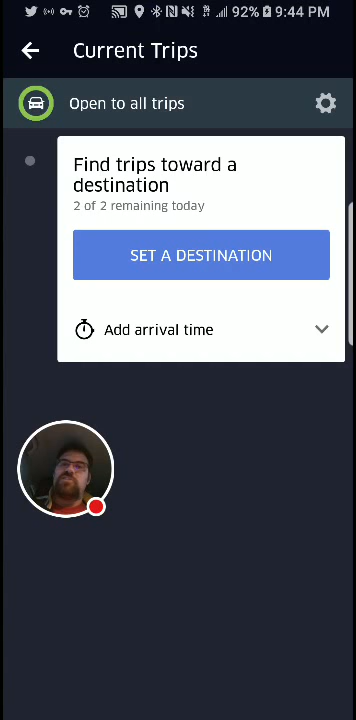 92% 9:44 PM
Current Trips
Open to all trips
Find trips toward a
destination
2 of 2 remaining today
SET A DESTINATION
Add arrival time